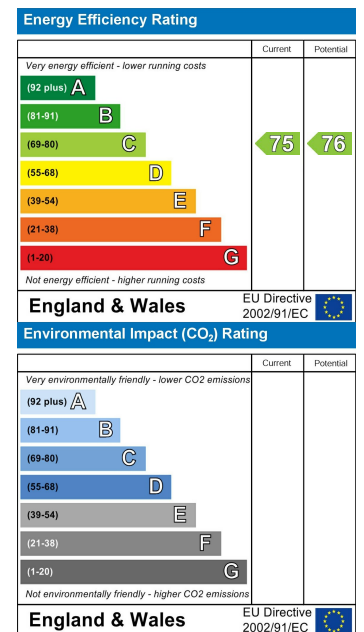 Energy Efficiency Rating
Current Potential
Very energy efficient - lower running costs
(92 plus) A
(81-91) B
(69-80) C 75 76
(55-68) D
(39-54) E
(21-38) F
(1-20) G
Not energy efficient - higher running costs
England & Wales
EU Directive
2002/91/EC
Environmental Impact (CO₂) Rating
Current Potential
Very environmentally friendly - lower CO2 emissions
(92 plus) A
(81-91) B
(69-80) C
(55-68) D
(39-54) E
(21-38) F
(1-20) G
Not environmentally friendly - higher CO2 emissions
England & Wales
EU Directive
2002/91/EC